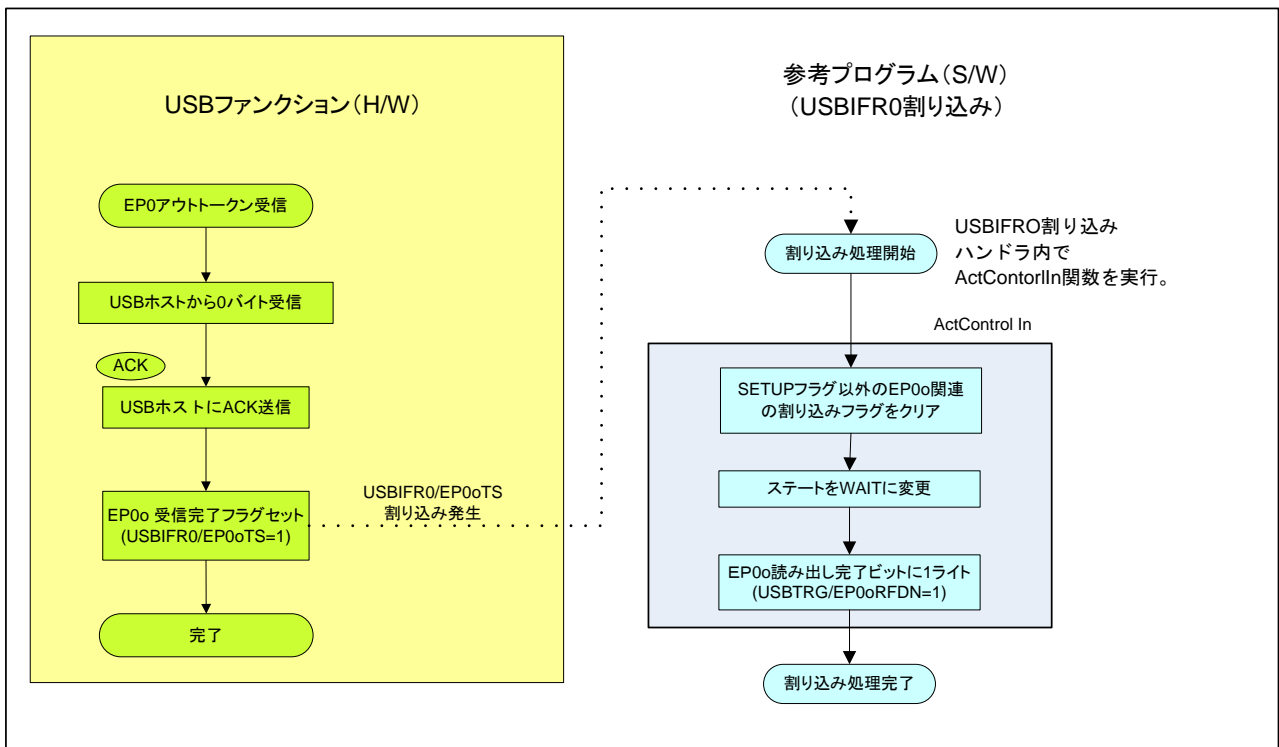 USBファンクション(H/W)
EP0アウトトークン受信
USBホストから0バイト受信
ACK
USBホストにACK送信
EP0o 受信完了フラグセット
(USBIFR0/EP0oTS=1)
完了
USBIFR0/EP0oTS
割り込み発生
参考プログラム(S/W)
(USBIFR0割り込み)
割り込み処理開始
USBIFRO割り込み
ハンドラ内で
ActContorlIn関数を実行。
ActControl In
SETUPフラグ以外のEP0o関連
の割り込みフラグをクリア
ステートをWAITに変更
EP0o読み出し完了ビットに1ライト
(USBTRG/EP0oRFDN=1)
割り込み処理完了